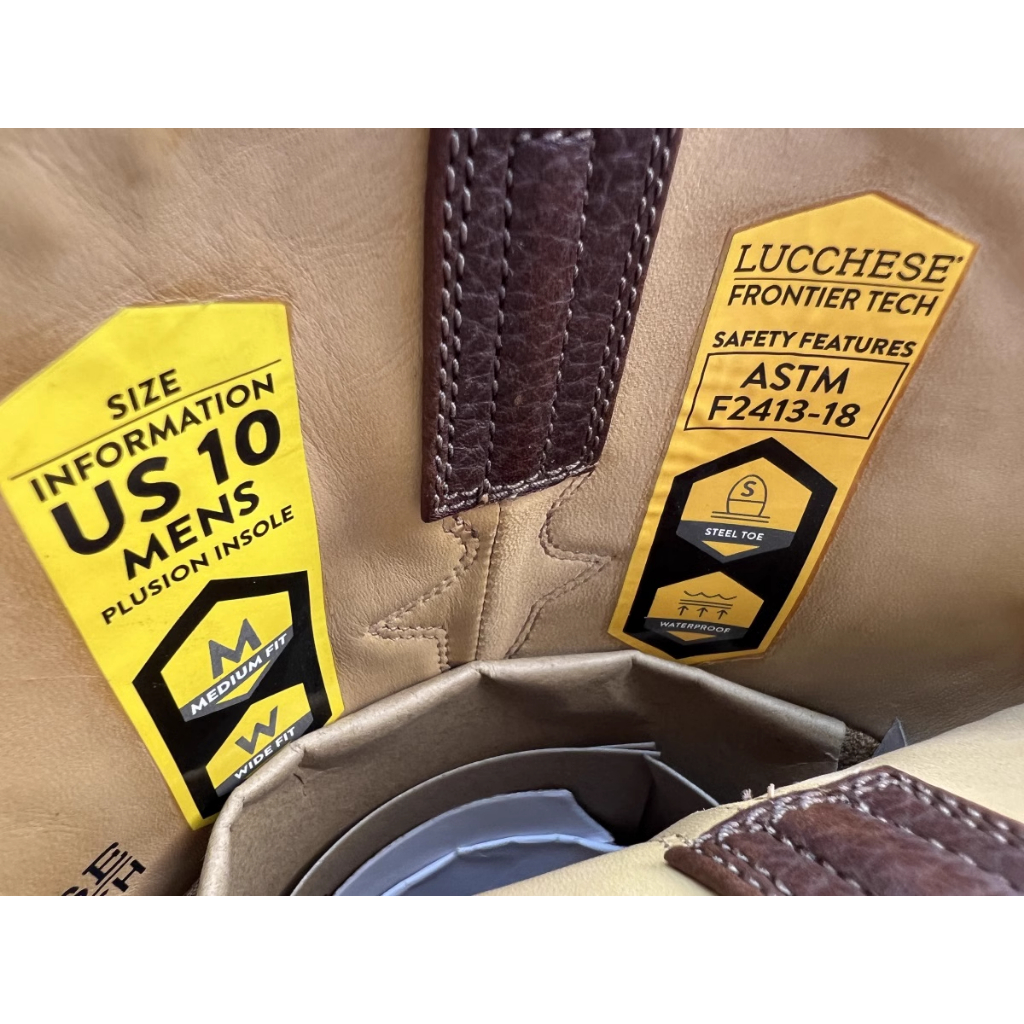 SIZE
INFORMATION
US 10
MENS
PLUSION INSOLE
M
MEDIUM FIT
W
WIDE FIT
LUCCHESE®
FRONTIER TECH
SAFETY FEATURES
ASTM
F2413-18
S
STEEL TOE
WATERPROOF